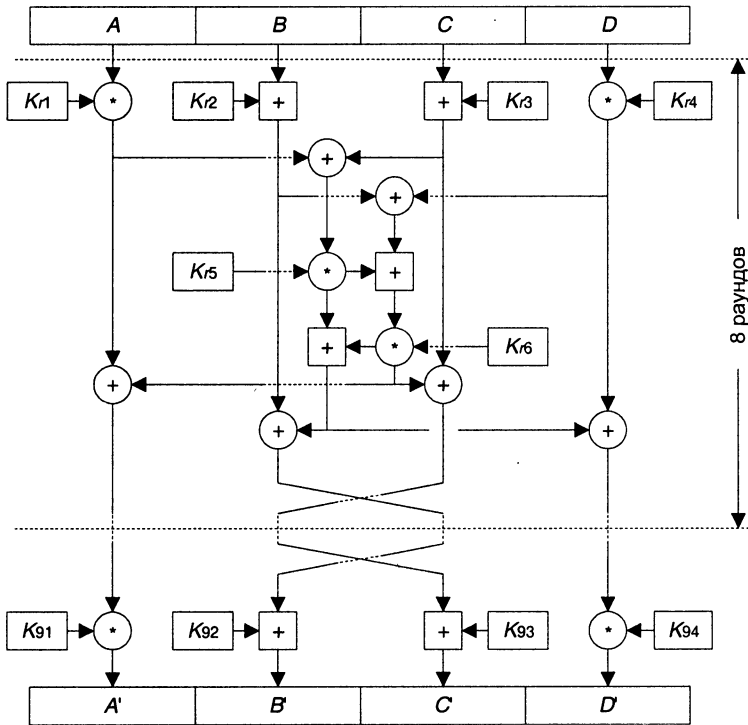 A B C D
Kr1 * Kr2 + + Kr3 * Kr4
+
+
Kr5 * +
+ * Kr6
+ +
+ +
8 раундов
K91 * K92 + + K93 * K94
A' B' C' D'